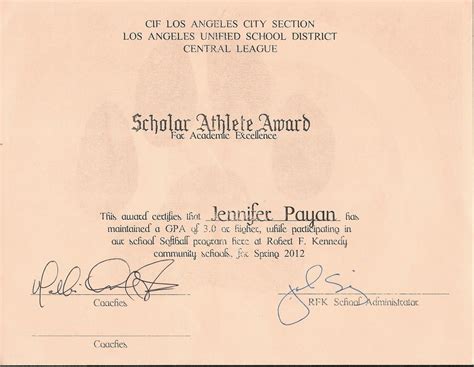 CIF LOS ANGELES CITY SECTION
LOS ANGELES UNIFIED SCHOOL DISTRICT
CENTRAL LEAGUE
Scholar Athlete Award
For Academic Excellence
This award certifies that Jennifer Payan has
maintained a GPA of 3.0 or higher, while participating in
our school Softball program here at Robert F. Kennedy
community schools, for Spring 2012
Coaches
RFK School Administrator
Coaches